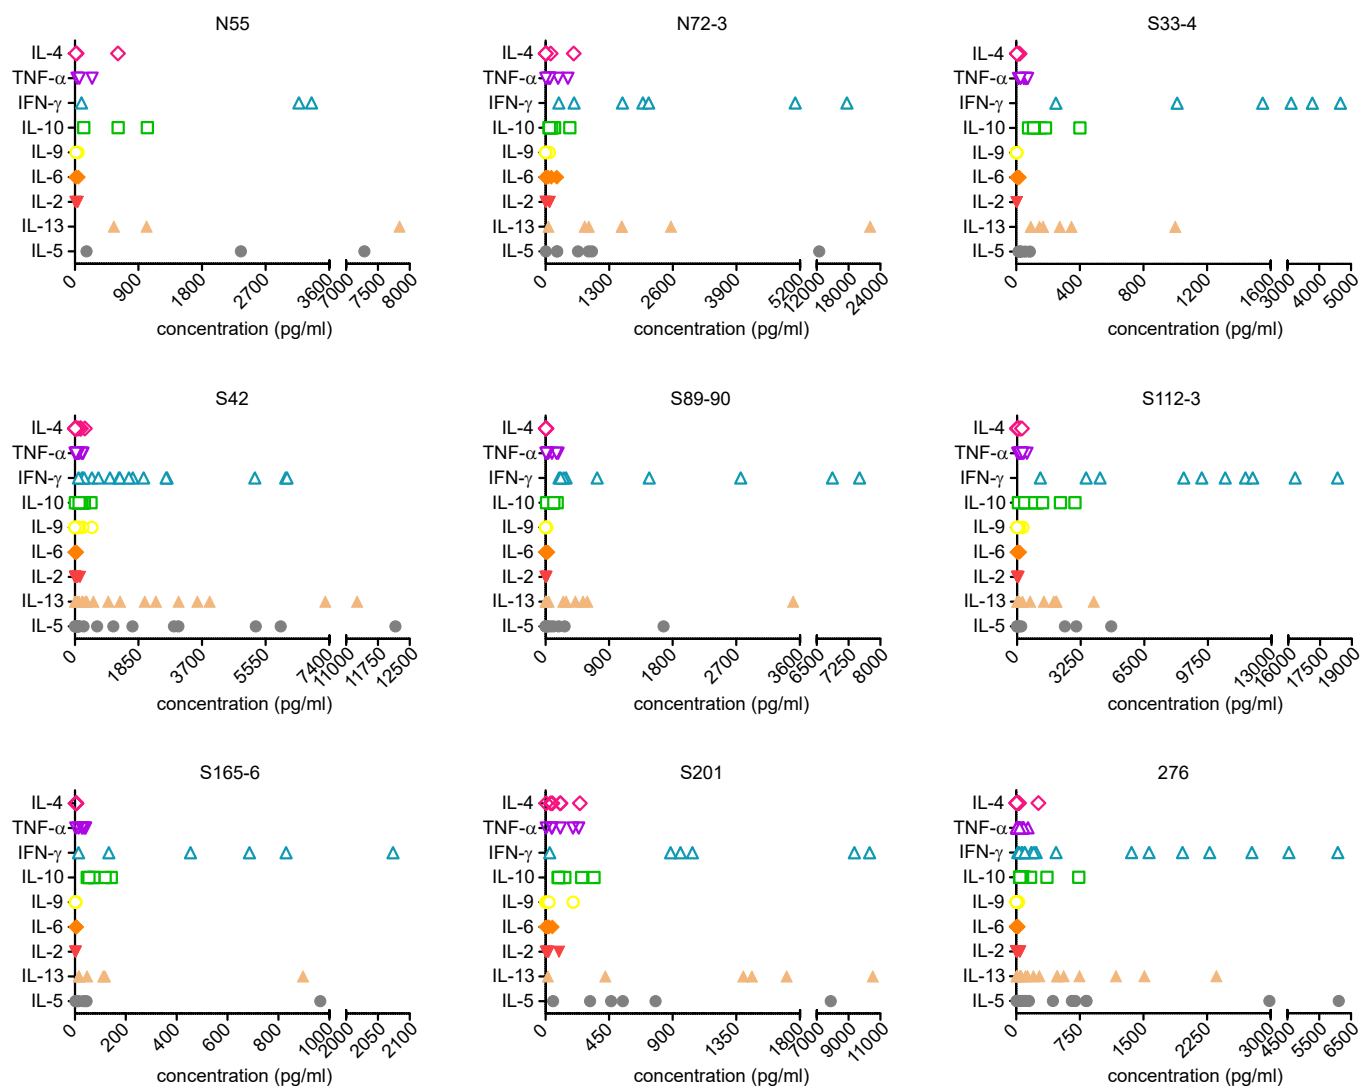 N55
IL-4
TNF-α
IFN-γ
IL-10
IL-9
IL-6
IL-2
IL-13
IL-5
0 900 1800 2700 3600 7000 7500 8000
concentration (pg/ml)
N72-3
IL-4
TNF-α
IFN-γ
IL-10
IL-9
IL-6
IL-2
IL-13
IL-5
0 1300 2600 3900 5200 12000 18000 24000
concentration (pg/ml)
S33-4
IL-4
TNF-α
IFN-γ
IL-10
IL-9
IL-6
IL-2
IL-13
IL-5
0 400 800 1200 1600 3000 4000 5000
concentration (pg/ml)
S42
IL-4
TNF-α
IFN-γ
IL-10
IL-9
IL-6
IL-2
IL-13
IL-5
0 1850 3700 5550 7400 11000 11750 12500
concentration (pg/ml)
S89-90
IL-4
TNF-α
IFN-γ
IL-10
IL-9
IL-6
IL-2
IL-13
IL-5
0 900 1800 2700 3600 6500 7250 8000
concentration (pg/ml)
S112-3
IL-4
TNF-α
IFN-γ
IL-10
IL-9
IL-6
IL-2
IL-13
IL-5
0 3250 6500 9750 13000 16000 17500 19000
concentration (pg/ml)
S165-6
IL-4
TNF-α
IFN-γ
IL-10
IL-9
IL-6
IL-2
IL-13
IL-5
0 200 400 600 800 1000 2000 2050 2100
concentration (pg/ml)
S201
IL-4
TNF-α
IFN-γ
IL-10
IL-9
IL-6
IL-2
IL-13
IL-5
0 450 900 1350 1800 7000 9000 11000
concentration (pg/ml)
276
IL-4
TNF-α
IFN-γ
IL-10
IL-9
IL-6
IL-2
IL-13
IL-5
0 750 1500 2250 3000 4500 5500 6500
concentration (pg/ml)